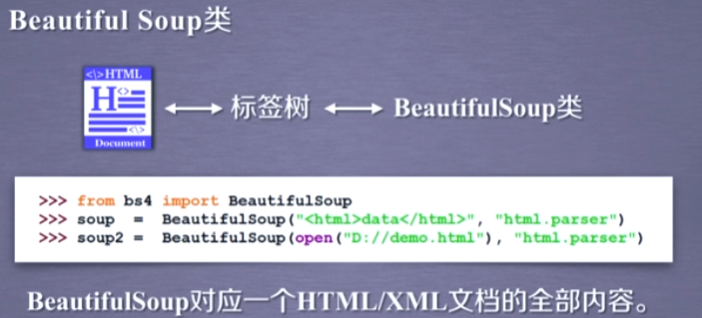 Beautiful Soup类
<\>HTML
H
<>
<\>
Document
标签树
BeautifulSoup类
>>> from bs4 import BeautifulSoup
>>> soup  =  BeautifulSoup("<html>data</html>", "html.parser")
>>> soup2 =  BeautifulSoup(open("D://demo.html"), "html.parser")
BeautifulSoup对应一个HTML/XML文档的全部内容。